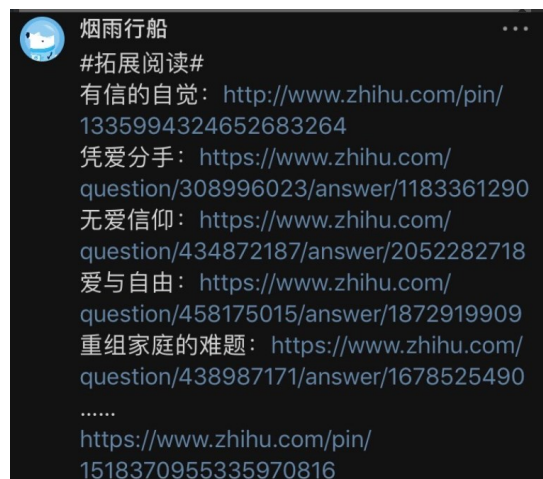 烟雨行船
#拓展阅读#
有信的自觉：http://www.zhihu.com/pin/
1335994324652683264
凭爱分手：https://www.zhihu.com/
question/308996023/answer/1183361290
无爱信仰：https://www.zhihu.com/
question/434872187/answer/2052282718
爱与自由：https://www.zhihu.com/
question/458175015/answer/1872919909
重组家庭的难题：https://www.zhihu.com/
question/438987171/answer/1678525490
……
https://www.zhihu.com/pin/
1518370955335970816